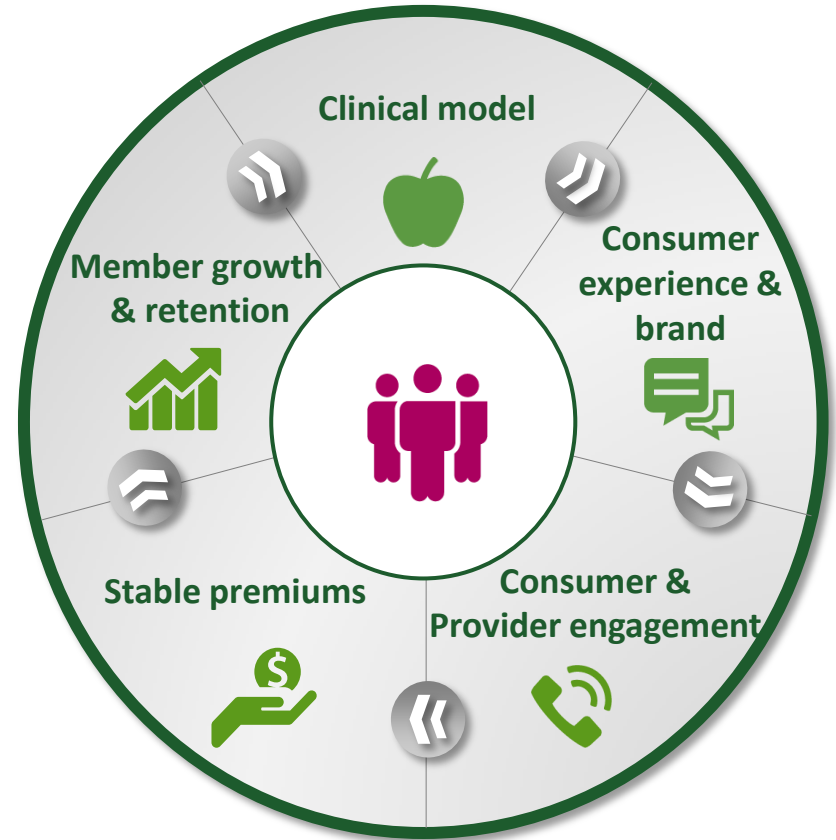 Clinical model
Consumer
experience &
brand
Consumer &
Provider engagement
Stable premiums
$
Member growth
& retention